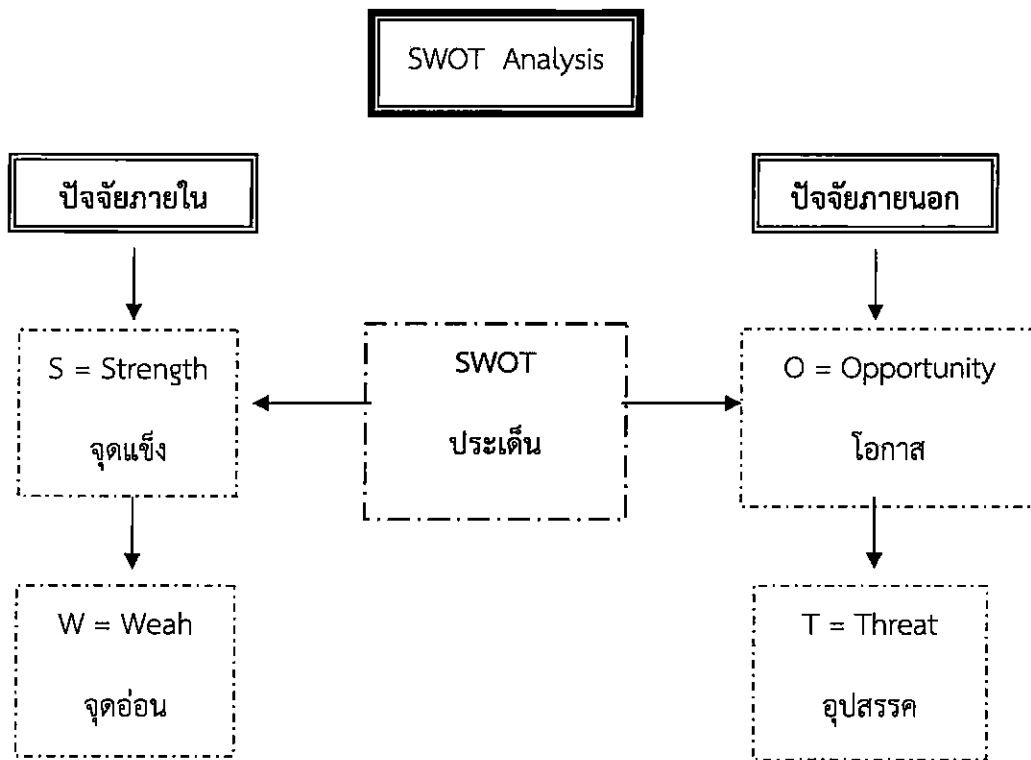 SWOT Analysis
ปัจจัยภายใน
ปัจจัยภายนอก
S = Strength
จุดแข็ง
SWOT
ประเด็น
O = Opportunity
โอกาส
W = Weah
จุดอ่อน
T = Threat
อุปสรรค